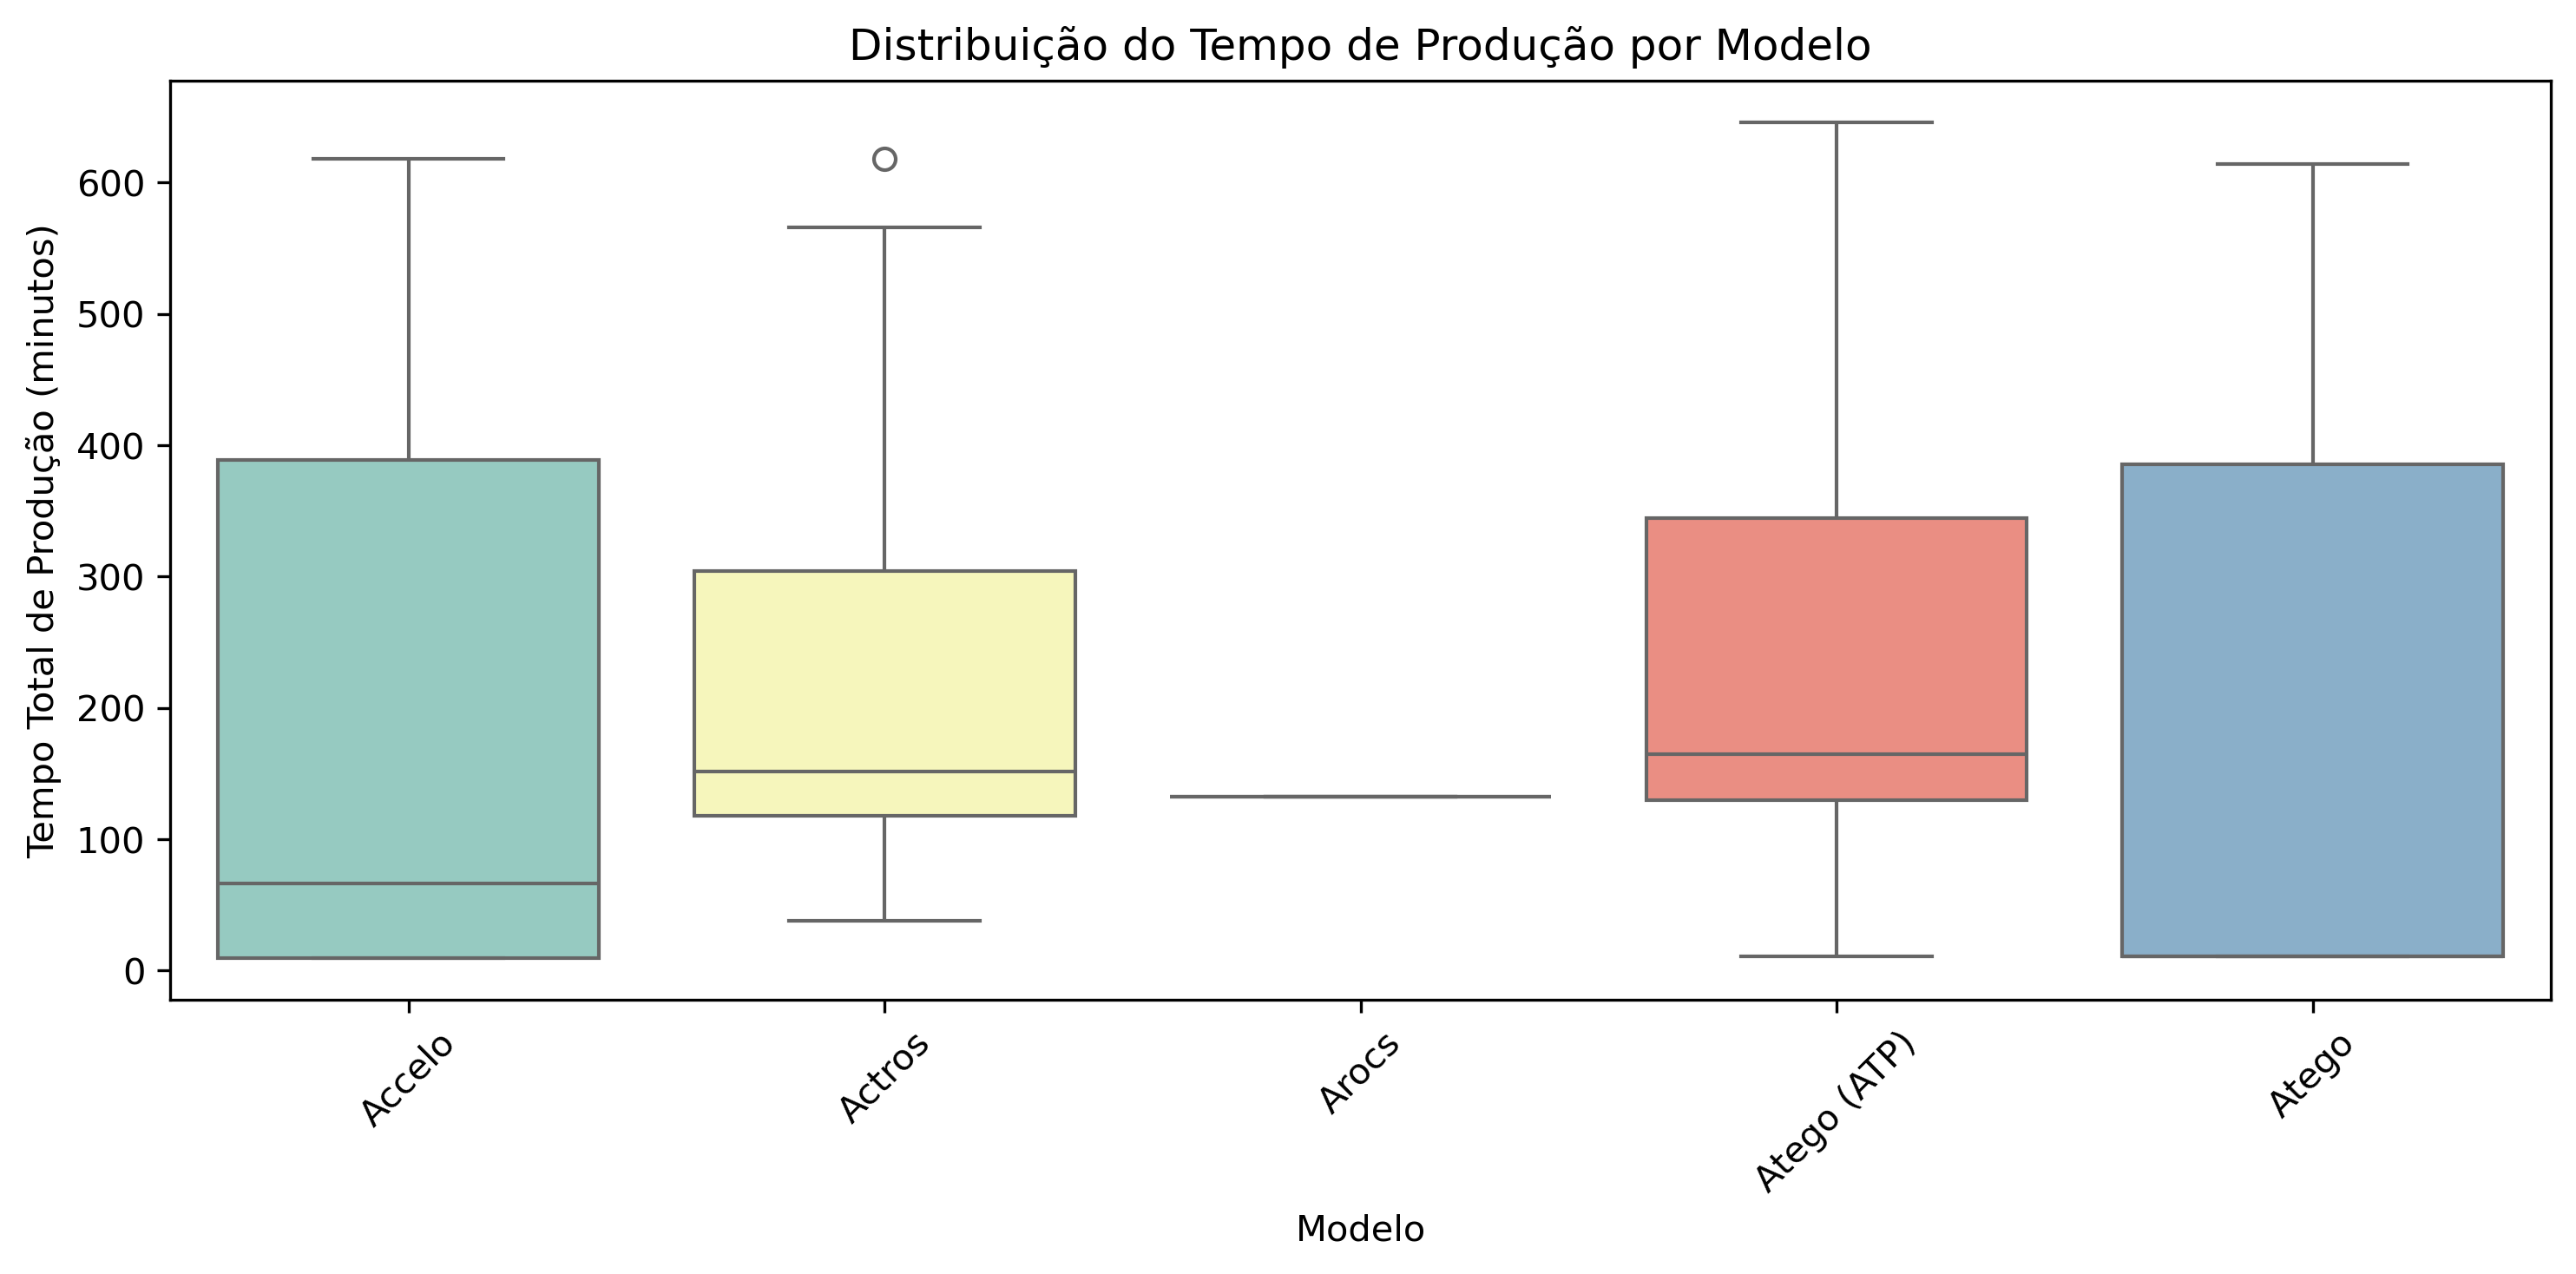 Distribuição do Tempo de Produção por Modelo
Tempo Total de Produção (minutos)
600
500
400
300
200
100
0
Accelo
Actros
Arocs
Atego (ATP)
Atego
Modelo